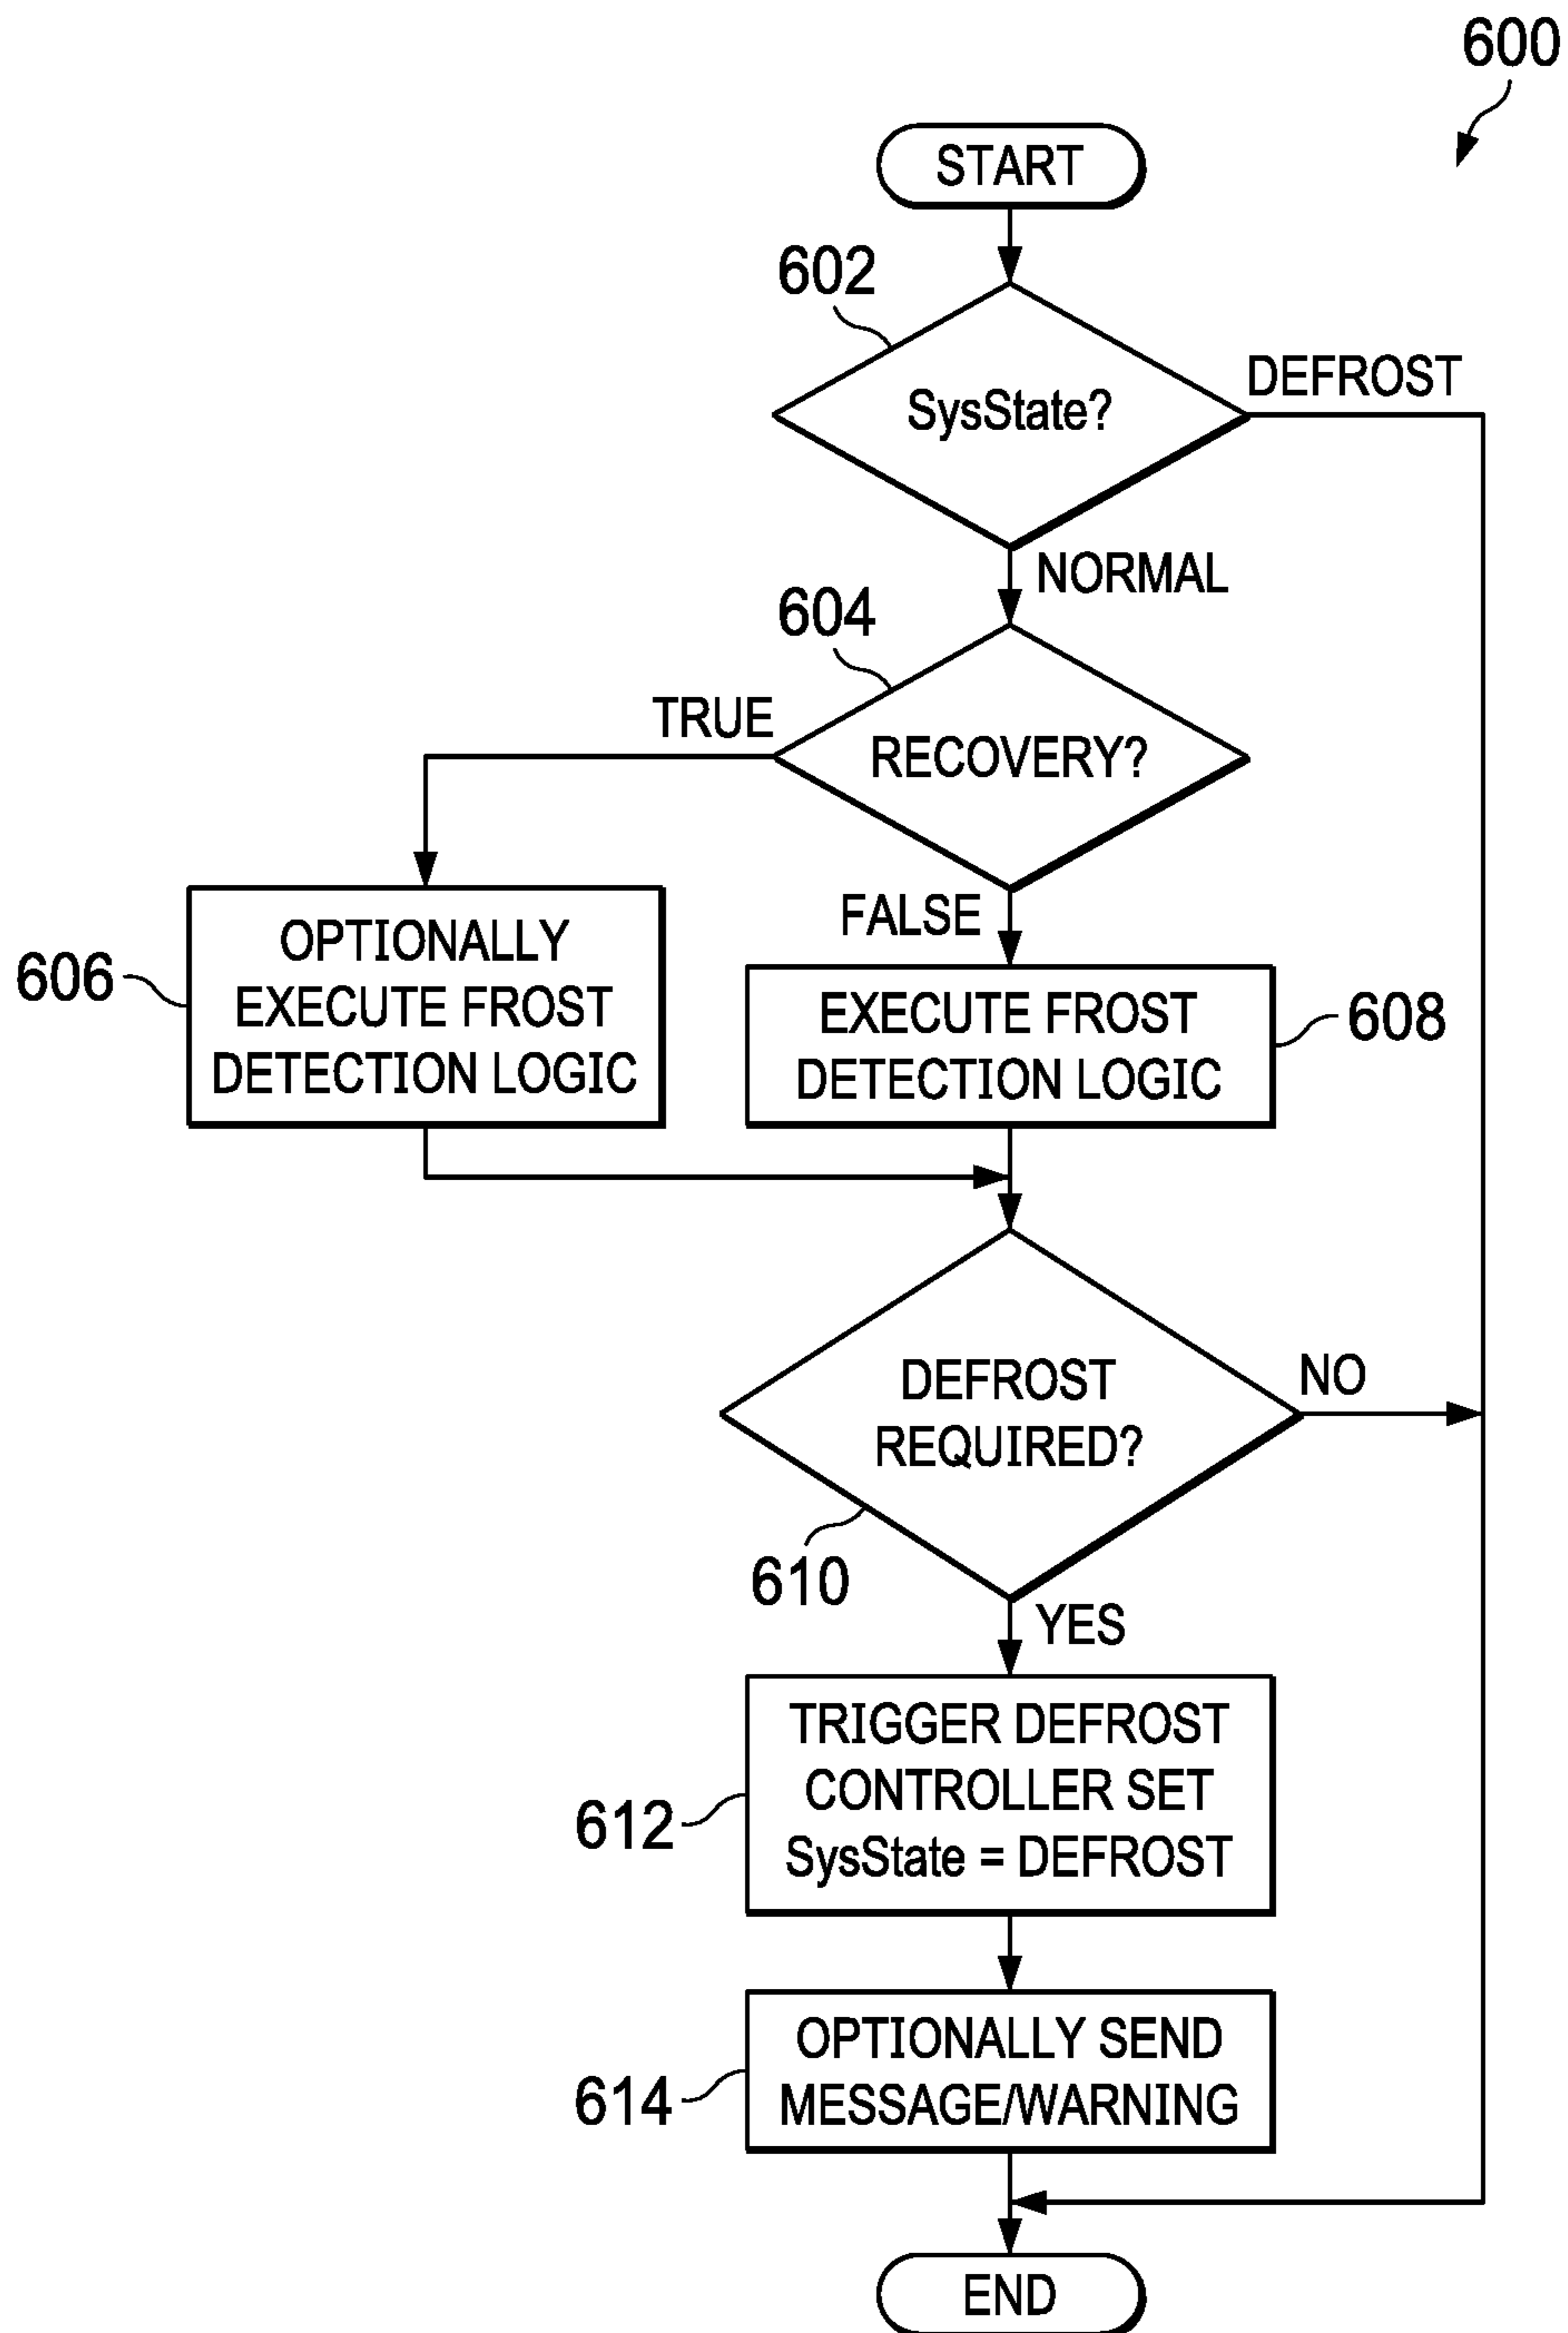 600
START
602
SysState?
DEFROST
NORMAL
604
RECOVERY?
TRUE
FALSE
606
OPTIONALLY
EXECUTE FROST
DETECTION LOGIC
EXECUTE FROST
DETECTION LOGIC
608
DEFROST
REQUIRED?
NO
610
YES
612
TRIGGER DEFROST
CONTROLLER SET
SysState = DEFROST
614
OPTIONALLY SEND
MESSAGE/WARNING
END